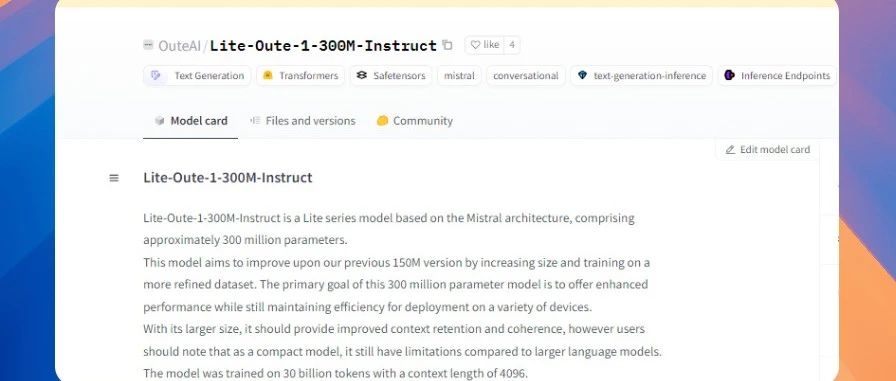 OuteAI/Lite-Oute-1-300M-Instruct like 4
Text Generation Transformers Safetensors mistral conversational text-generation-inference Inference Endpoints
Model card Files and versions Community
Edit model card
Lite-Oute-1-300M-Instruct
Lite-Oute-1-300M-Instruct is a Lite series model based on the Mistral architecture, comprising
approximately 300 million parameters.
This model aims to improve upon our previous 150M version by increasing size and training on a
more refined dataset. The primary goal of this 300 million parameter model is to offer enhanced
performance while still maintaining efficiency for deployment on a variety of devices.
With its larger size, it should provide improved context retention and coherence, however users
should note that as a compact model, it still have limitations compared to larger language models.
The model was trained on 30 billion tokens with a context length of 4096.